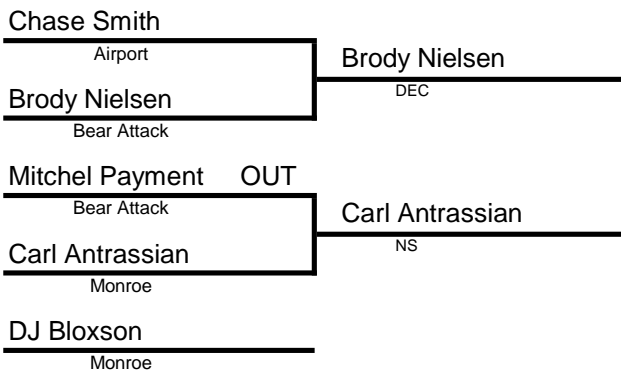 Chase Smith
Airport
Brody Nielsen
DEC
Brody Nielsen
Bear Attack
Mitchel Payment OUT
Bear Attack
Carl Antrassian
NS
Carl Antrassian
Monroe
DJ Bloxson
Monroe